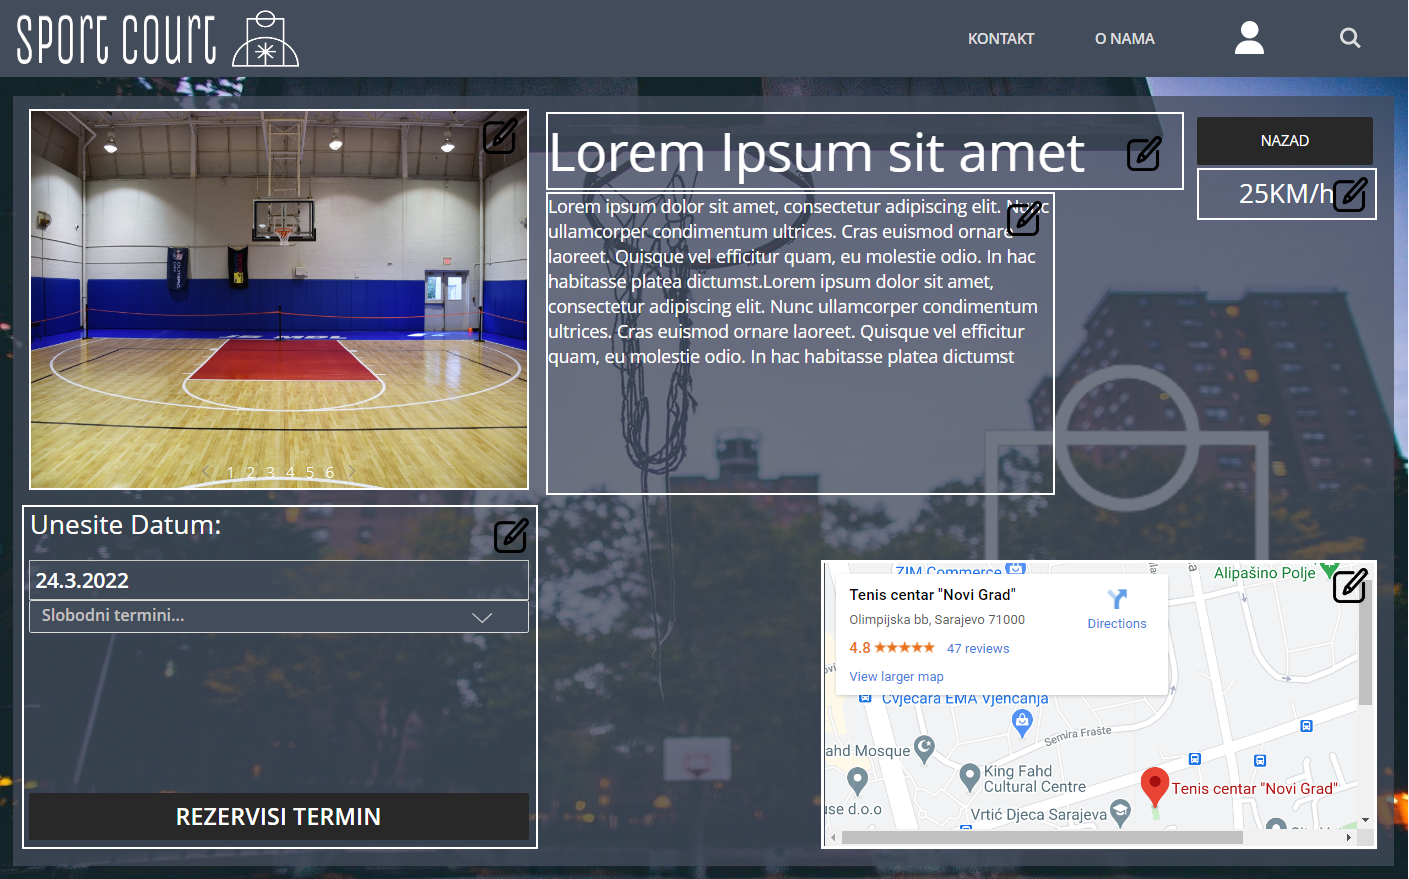 sport court
KONTAKT
O NAMA
Lorem Ipsum sit amet
NAZAD
25KM/h
Lorem ipsum dolor sit amet, consectetur adipiscing elit.
ullamcorper condimentum ultrices. Cras euismod ornare
laoreet. Quisque vel efficitur quam, eu molestie odio. In hac
habitasse platea dictumst.Lorem ipsum dolor sit amet,
consectetur adipiscing elit. Nunc ullamcorper condimentum
ultrices. Cras euismod ornare laoreet. Quisque vel efficitur
quam, eu molestie odio. In hac habitasse platea dictumst
1 2 3 4 5 6
Unesite Datum:
24.3.2022
Slobodni termini...
REZERVISI TERMIN
ZIM Commerce
Alipašino Polje
Tenis centar "Novi Grad"
Olimpijska bb, Sarajevo 71000
Directions
4.8 47 reviews
View larger map
Cvjećara EMA Vjenčanja
Semira Frašte
ahd Mosque
King Fahd
Cultural Centre
Tenis centar "Novi Grad"
use d.o.o
Vrtić Djeca Sarajeva